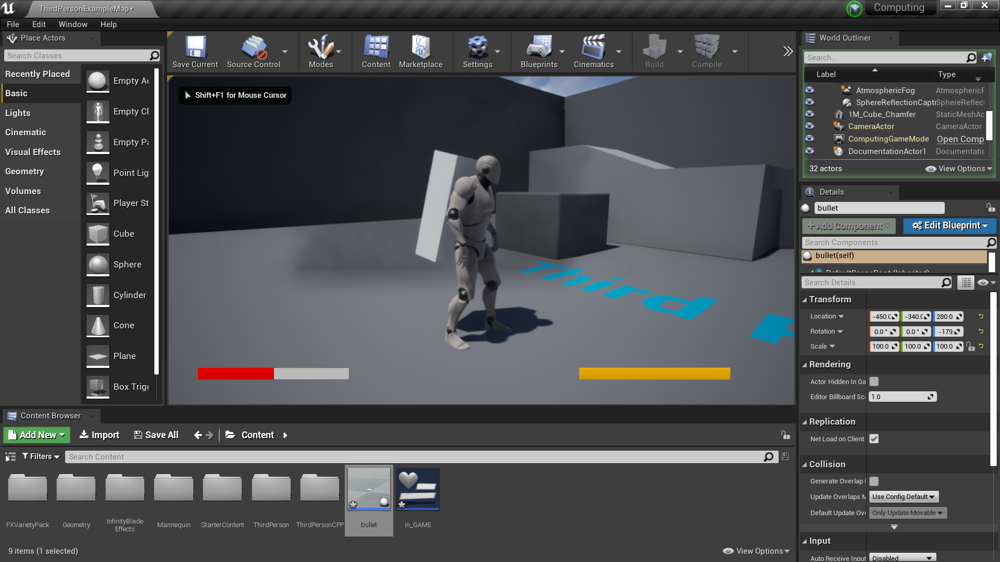 ThirdPersonExampleMap*
Computing
File Edit Window Help
Place Actors
Search Classes
Recently Placed
Basic
Lights
Cinematic
Visual Effects
Geometry
Volumes
All Classes
Empty Ac
Empty Cl
Empty Pa
Point Lig
Player St
Cube
Sphere
Cylinder
Cone
Plane
Box Trigg
Save Current
Source Control
Modes
Content
Marketplace
Settings
Blueprints
Cinematics
Build
Compile
Shift+F1 for Mouse Cursor
Third
P
World Outliner
Search...
Label Type
AtmosphericFog AtmosphericF
SphereReflectionCaptu SphereReflect
1M_Cube_Chamfer StaticMeshAc
CameraActor CameraActor
ComputingGameMode Open Comp
DocumentationActor1 Documentatic
32 actors
View Options
Details
bullet
+Add Component
Edit Blueprint
Search Components
bullet(self)
DefaultSceneRoot (Inherited)
Search Details
Transform
Location -450.0 -340.0 280.0
Rotation 0.0 ° 0.0 ° -179
Scale 100.0 100.0 100.0
Rendering
Actor Hidden In Ga
Editor Billboard Sca 1.0
Replication
Net Load on Client
Collision
Generate Overlap
Update Overlaps M Use Config Default
Default Update Ove Only Update Movable
Input
Auto Receive Input Disabled
Content Browser
Add New
Import
Save All
Content
Filters
Search Content
FXVarietyPack
Geometry
InfinityBlade
Effects
Mannequin
StarterContent
ThirdPerson
ThirdPersonCPP
bullet
in_GAME
9 items (1 selected)
View Options